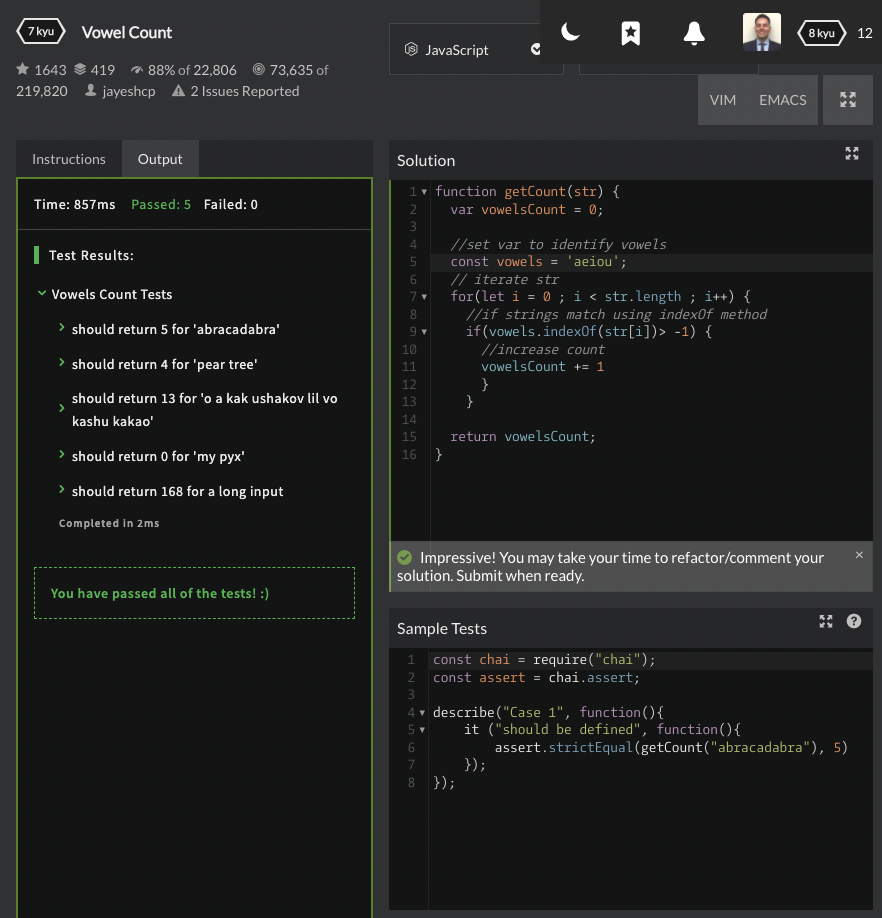 7 kyu
Vowel Count
1643 419 88% of 22,806 73,635 of
219,820 jayeshcp 2 Issues Reported
JavaScript
8 kyu
12
VIM
EMACS
Instructions
Output
Time: 857ms Passed: 5 Failed: 0
Test Results:
Vowels Count Tests
should return 5 for 'abracadabra'
should return 4 for 'pear tree'
should return 13 for 'o a kak ushakov lil vo
kashu kakao'
should return 0 for 'my pyx'
should return 168 for a long input
Completed in 2ms
You have passed all of the tests! :)
Solution
1 function getCount(str) {
2   var vowelsCount = 0;
3
4   //set var to identify vowels
5   const vowels = 'aeiou';
6   // iterate str
7   for(let i = 0 ; i < str.length ; i++) {
8     //if strings match using indexOf method
9     if(vowels.indexOf(str[i])> -1) {
10       //increase count
11       vowelsCount += 1
12       }
13     }
14
15   return vowelsCount;
16 }
Impressive! You may take your time to refactor/comment your
solution. Submit when ready.
Sample Tests
1 const chai = require("chai");
2 const assert = chai.assert;
3
4 describe("Case 1", function(){
5     it ("should be defined", function(){
6         assert.strictEqual(getCount("abracadabra"), 5)
7     });
8 });